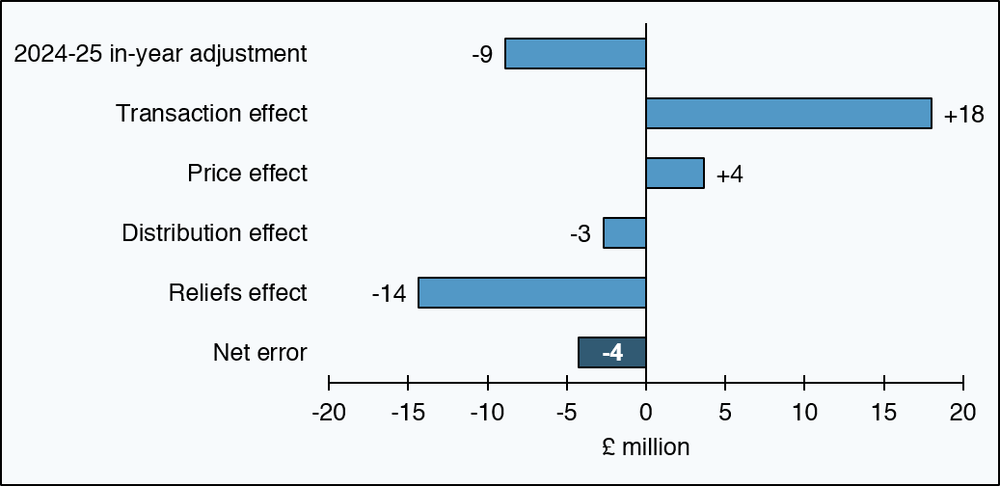 2024-25 in-year adjustment -9
Transaction effect +18
Price effect +4
Distribution effect -3
Reliefs effect -14
Net error -4
-20 -15 -10 -5 0 5 10 15 20
£ million